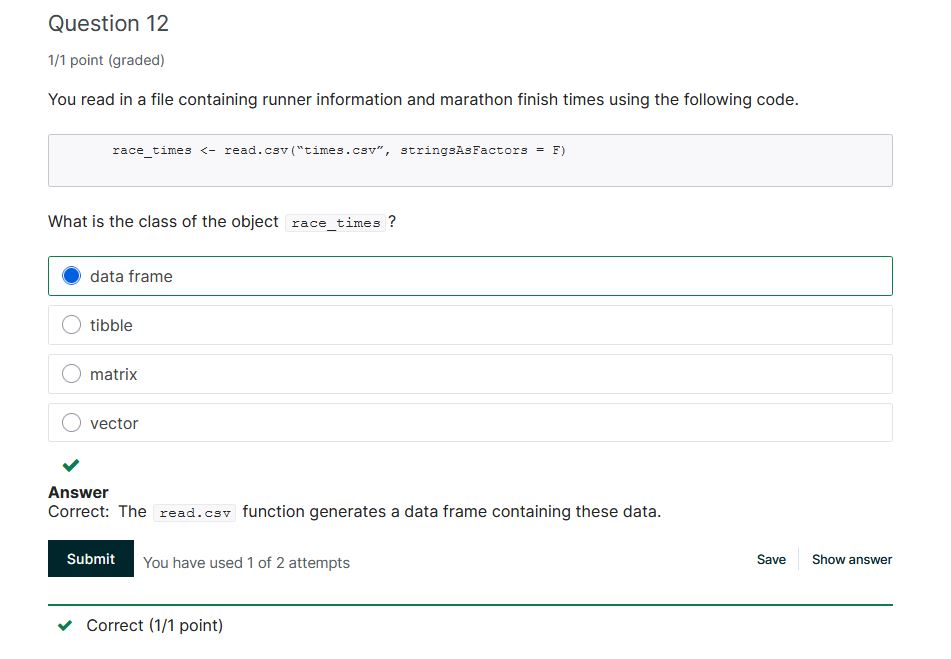 Question 12
1/1 point (graded)
You read in a file containing runner information and marathon finish times using the following code.
race_times <- read.csv(“times.csv”, stringsAsFactors = F)
What is the class of the object race_times ?
data frame
tibble
matrix
vector
Answer
Correct: The read.csv function generates a data frame containing these data.
Submit You have used 1 of 2 attempts Save Show answer
Correct (1/1 point)